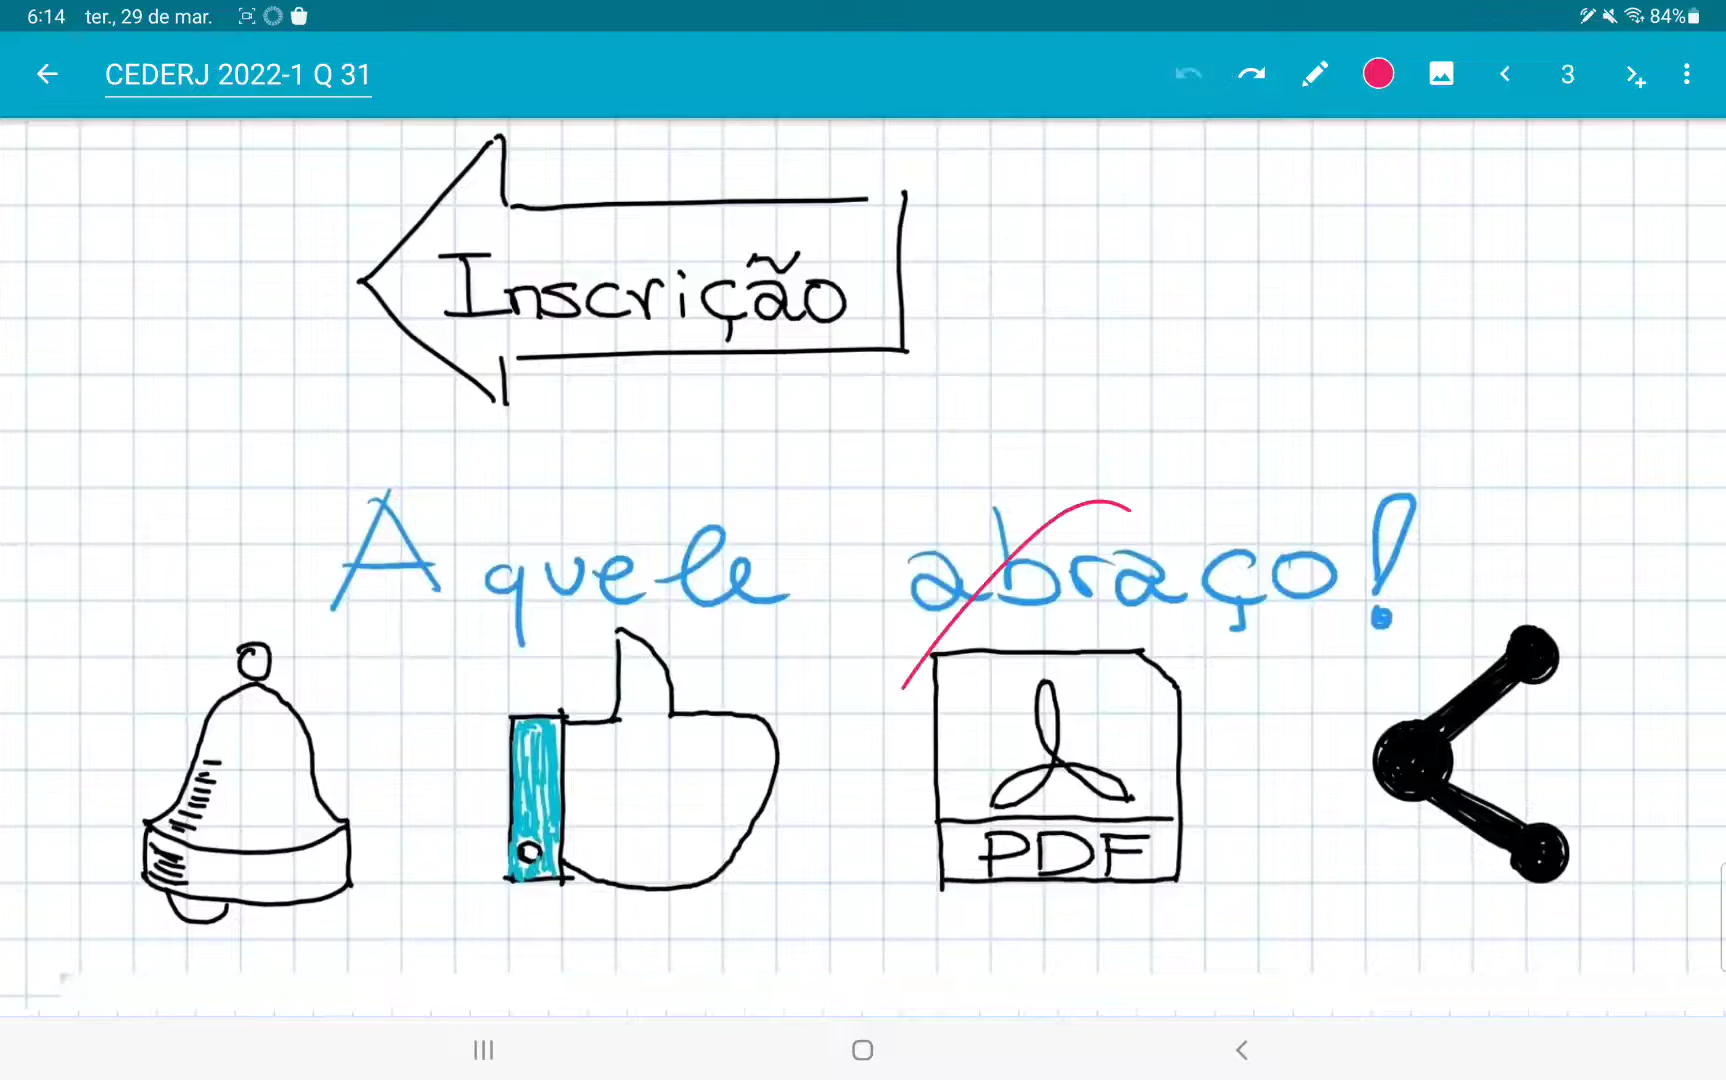 6:14 ter., 29 de mar. 84%
CEDERJ 2022-1 Q 31 3
Inscrição
Aquele abraço!
PDF